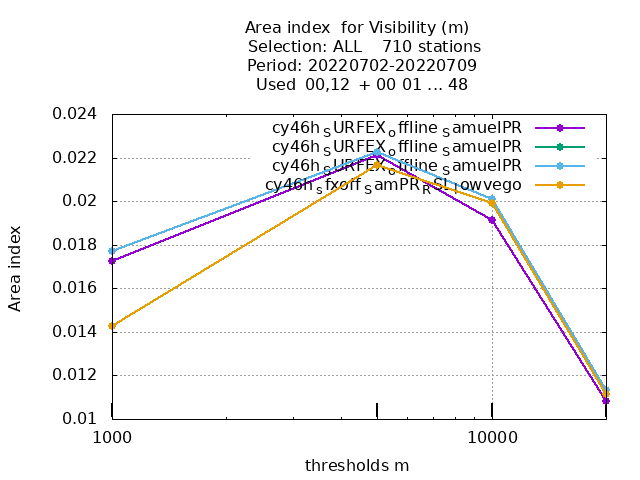 Area index  for Visibility (m)
Selection: ALL    710 stations
Period: 20220702-20220709
Used  00,12  + 00 01 ... 48
0.024
0.022
0.02
0.018
0.016
0.014
0.012
0.01
Area index
cy46h_SURFEX_offline_SamuelPR
cy46h_SURFEX_offline_SamuelPR
cy46h_SURFEX_offline_SamuelPR
cy46h_sfxoff_SamPR_RSL_lowvego
1000
10000
thresholds m